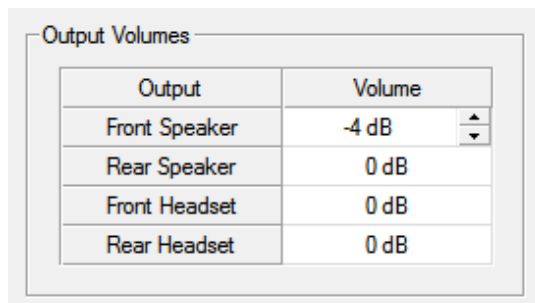 Output Volumes
Output Volume
Front Speaker -4 dB
Rear Speaker 0 dB
Front Headset 0 dB
Rear Headset 0 dB